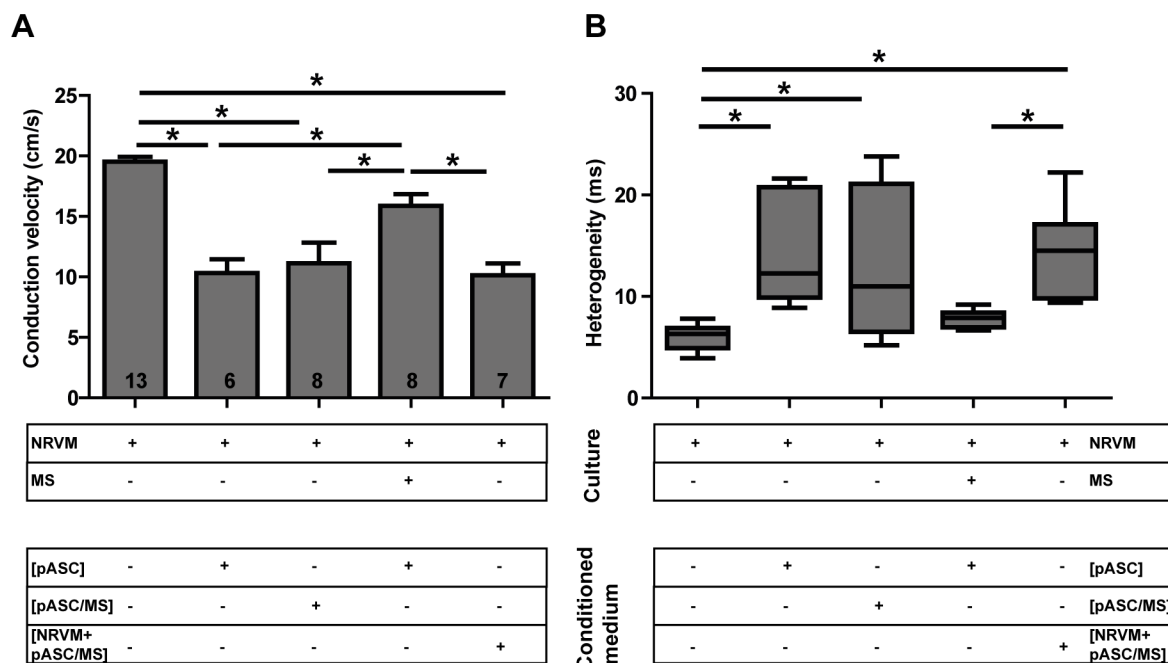 A
B
* * * * * *
Conduction velocity (cm/s)
25
20
15
10
5
0
13 6 8 8 7
* * * *
Heterogeneity (ms)
30
20
10
0
NRVM + + + + +
MS - - - + -
Culture
+ + + + + NRVM
- - - + - MS
[pASC] - + - + -
[pASC/MS] - - + - -
[NRVM+
pASC/MS] - - - - +
Conditioned
medium
- + - + - [pASC]
- - + - - [pASC/MS]
- - - - + [NRVM+
pASC/MS]